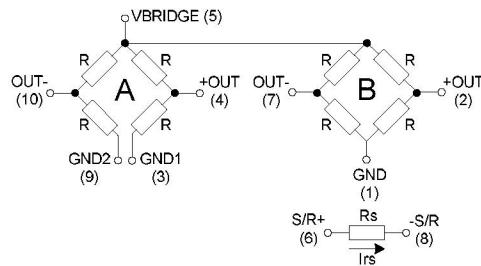 VBRIDGE (5)
R R R R
OUT- A +OUT OUT- B +OUT
(10) (4) (7) (2)
R R R R
GND2 GND1 GND
(9) (3) (1)
S/R+ Rs -S/R
(6) (8)
Irs